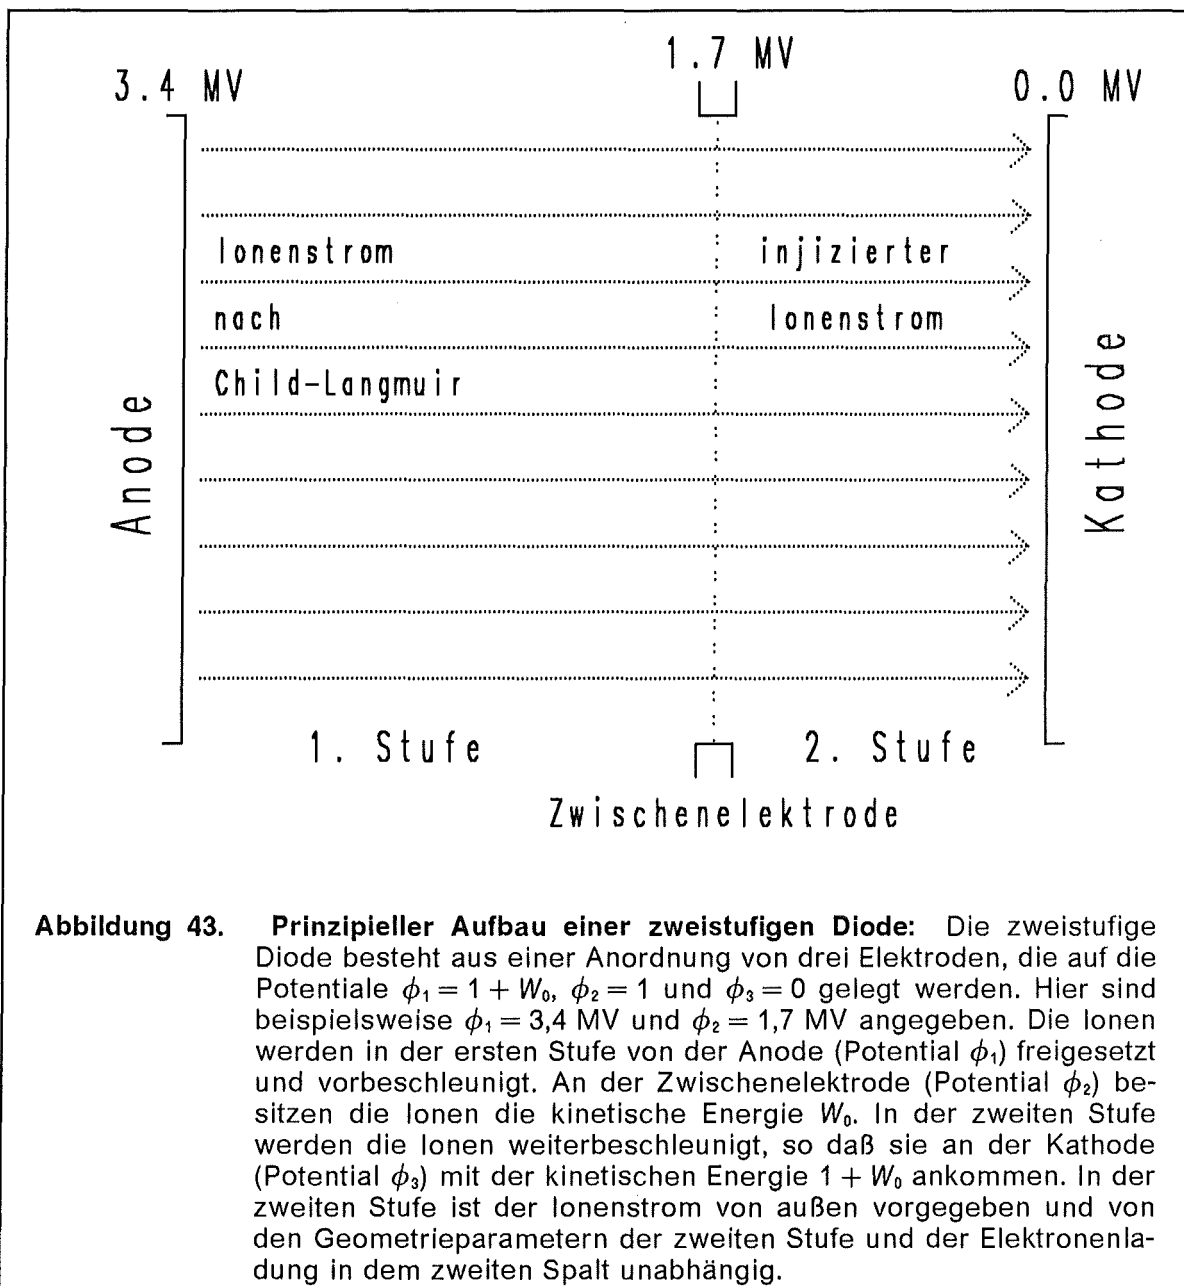 1.7 MV
3.4 MV
0.0 MV
Ionenstrom
injizierter
nach
Ionenstrom
Child-Langmuir
Anode
Kathode
1. Stufe
2. Stufe
Zwischenelektrode
Abbildung 43. Prinzipieller Aufbau einer zweistufigen Diode: Die zweistufige
Diode besteht aus einer Anordnung von drei Elektroden, die auf die
Potentiale ϕ₁ = 1 + W₀, ϕ₂ = 1 und ϕ₃ = 0 gelegt werden. Hier sind
beispielsweise ϕ₁ = 3,4 MV und ϕ₂ = 1,7 MV angegeben. Die Ionen
werden in der ersten Stufe von der Anode (Potential ϕ₁) freigesetzt
und vorbeschleunigt. An der Zwischenelektrode (Potential ϕ₂) be-
sitzen die Ionen die kinetische Energie W₀. In der zweiten Stufe
werden die Ionen weiterbeschleunigt, so daß sie an der Kathode
(Potential ϕ₃) mit der kinetischen Energie 1 + W₀ ankommen. In der
zweiten Stufe ist der Ionenstrom von außen vorgegeben und von
den Geometrieparametern der zweiten Stufe und der Elektronenla-
dung in dem zweiten Spalt unabhängig.